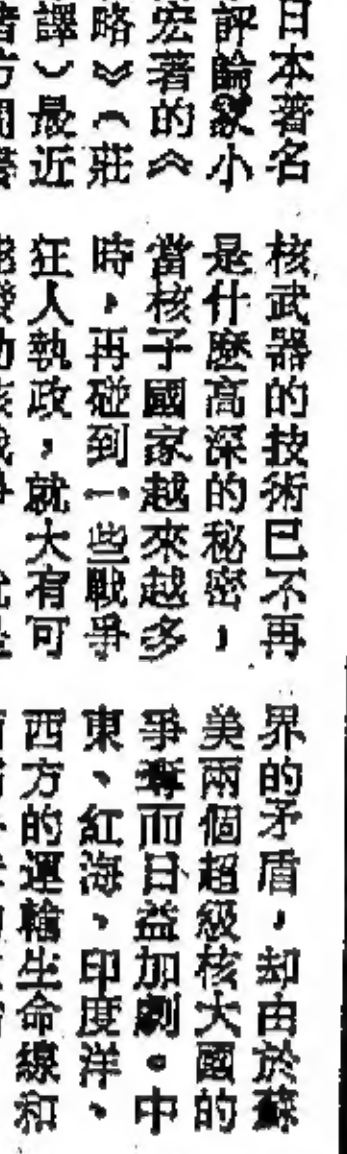 日本著名
評論家小
宏著的《
略》(莊
譯)最近
核武器的技術已不再
是什麼高深的秘密,
當核子國家越來越多
時,再碰到一些戰爭
狂人執政,就大有可
界的矛盾,却由於蘇
美兩個超級核大國的
爭奪而日益加劇。中
東、紅海、印度洋、
西方的運輸生命線和